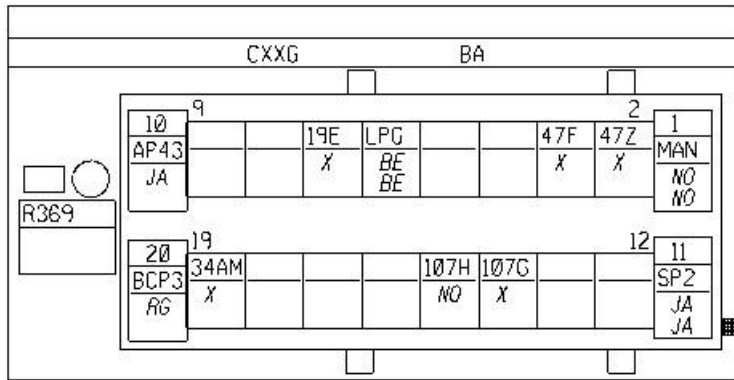 CXXG BA
9 2
10 1
AP43 19E LPG 47F 47Z MAN
JA X BE X X NO
BE NO
R369
19 12
20 11
BCP3 34AM 107H 107G SP2
RG X NO X JA
JA